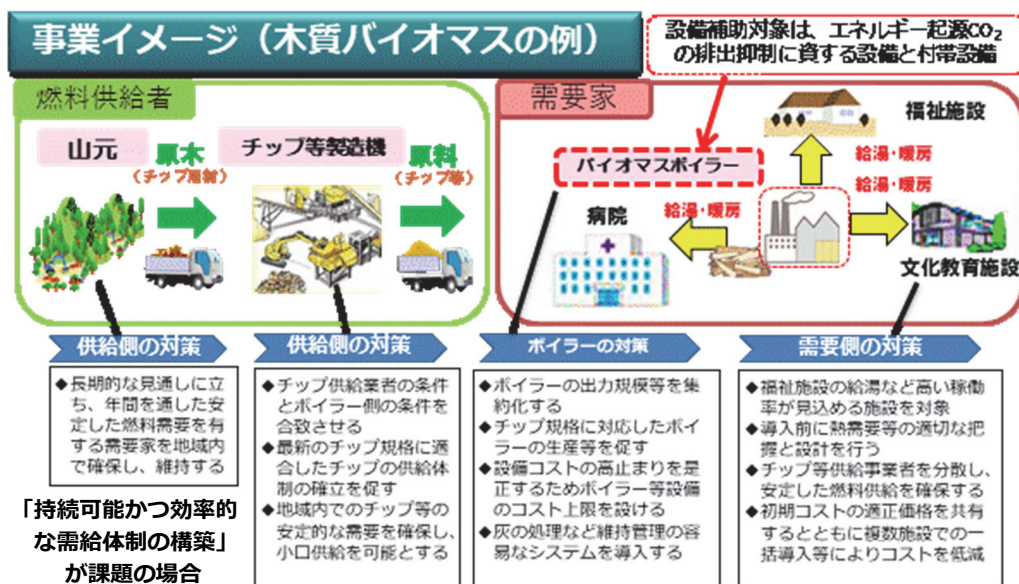 事業イメージ（木質バイオマスの例）
設備補助対象は、エネルギー起源CO₂
の排出抑制に資する設備と付帯設備
燃料供給者
山元
原木
（チップ用材）
チップ等製造機
原料
（チップ等）
需要家
福祉施設
給湯・暖房
給湯・暖房
バイオマスボイラー
病院
給湯・暖房
文化教育施設
供給側の対策
◆長期的な見通しに立
ち、年間を通した安
定した燃料需要を有
する需要家を地域内
で確保し、維持する
「持続可能かつ効率的
な需給体制の構築」
が課題の場合
供給側の対策
◆チップ供給業者の条件
とボイラー側の条件を
合致させる
◆最新のチップ規格に適
合したチップの供給体
制の確立を促す
◆地域内でのチップ等の
安定的な需要を確保し、
小口供給を可能とする
ボイラーの対策
◆ボイラーの出力規模等を集
約化する
◆チップ規格に対応したボイ
ラーの生産等を促す
◆設備コストの高止まりを是
正するためボイラー等設備
のコスト上限を設ける
◆灰の処理など維持管理の容
易なシステムを導入する
需要側の対策
◆福祉施設の給湯など高い稼働
率が見込める施設を対象
◆導入前に熱需要等の適切な把
握と設計を行う
◆チップ等供給事業者を分散し、
安定した燃料供給を確保する
◆初期コストの適正価格を共有
するとともに複数施設での一
括導入等によりコストを低減